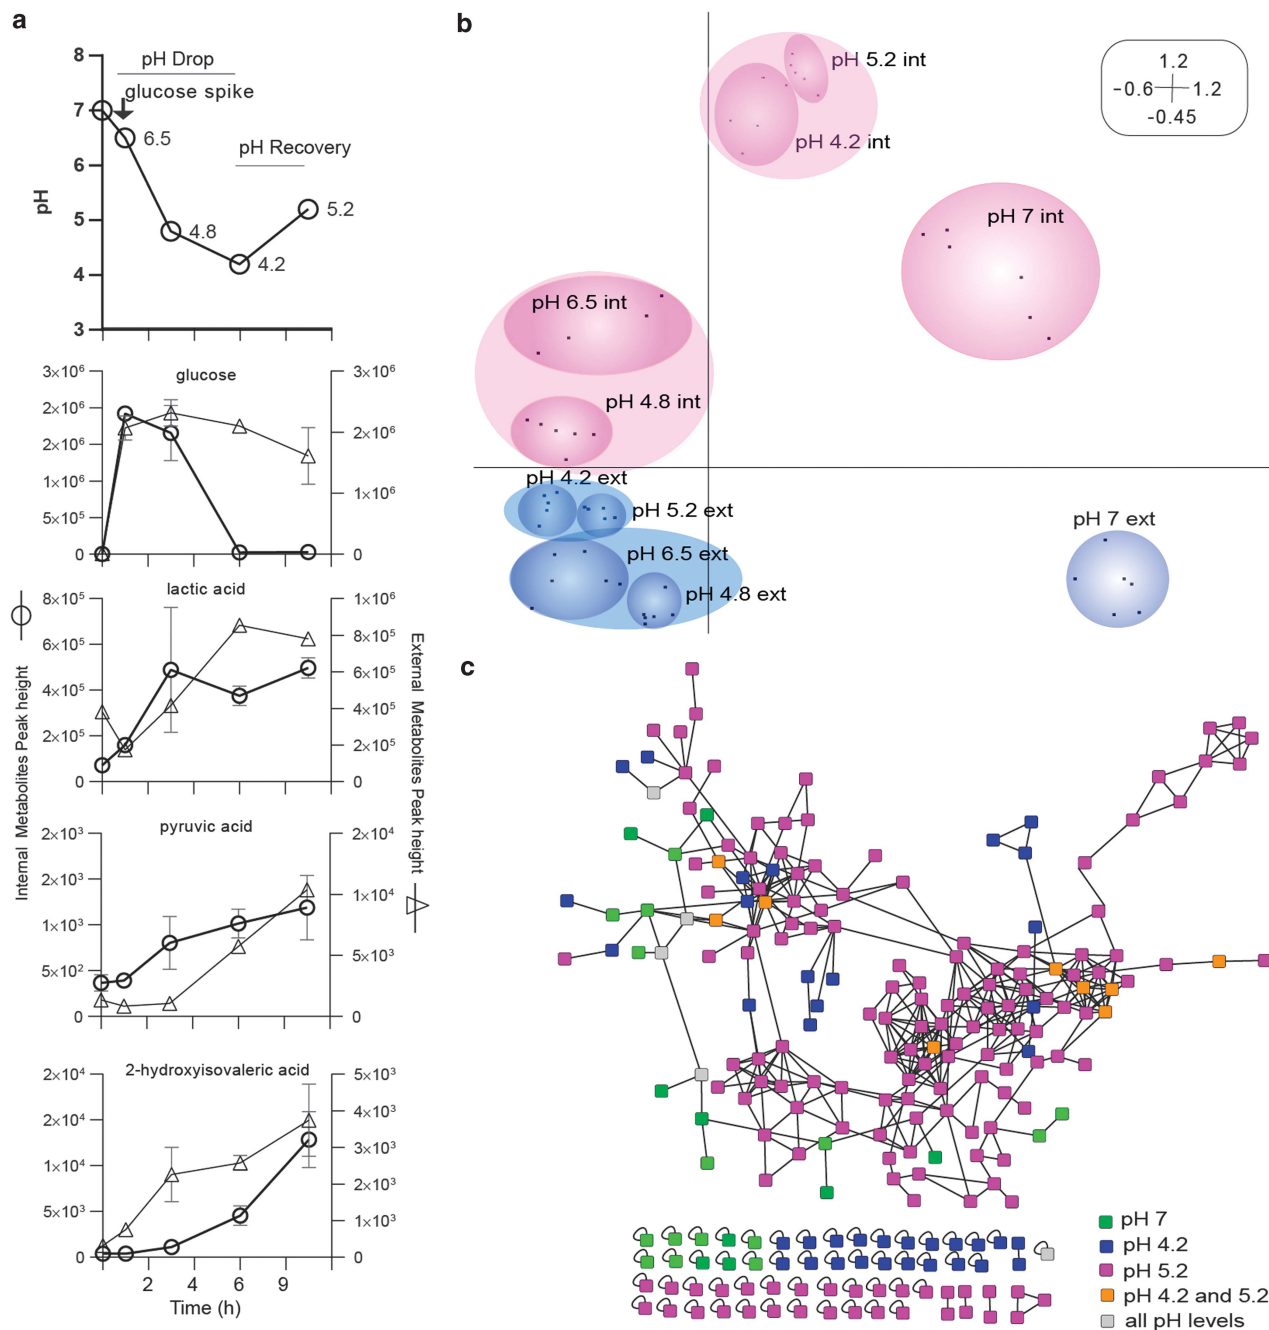 a
8
7
6
5
4
3
pH
pH Drop
glucose spike
6.5
4.8
4.2
5.2
pH Recovery
glucose
3×10⁶
2×10⁶
2×10⁶
1×10⁶
5×10⁵
0
3×10⁶
2×10⁶
1×10⁶
0
lactic acid
8×10⁵
6×10⁵
4×10⁵
2×10⁵
0
1×10⁶
8×10⁵
6×10⁵
4×10⁵
2×10⁵
0
Internal Metabolites Peak height
External Metabolites Peak height
pyruvic acid
2×10³
2×10³
1×10³
5×10²
0
2×10⁴
1×10⁴
5×10³
0
2-hydroxyisovaleric acid
2×10⁴
2×10⁴
1×10⁴
5×10³
0
5×10³
4×10³
3×10³
2×10³
1×10³
0
2 4 6 9
Time (h)
b
pH 5.2 int
pH 4.2 int
1.2
-0.6 1.2
-0.45
pH 7 int
pH 6.5 int
pH 4.8 int
pH 4.2 ext
pH 5.2 ext
pH 6.5 ext
pH 4.8 ext
pH 7 ext
c
pH 7
pH 4.2
pH 5.2
pH 4.2 and 5.2
all pH levels